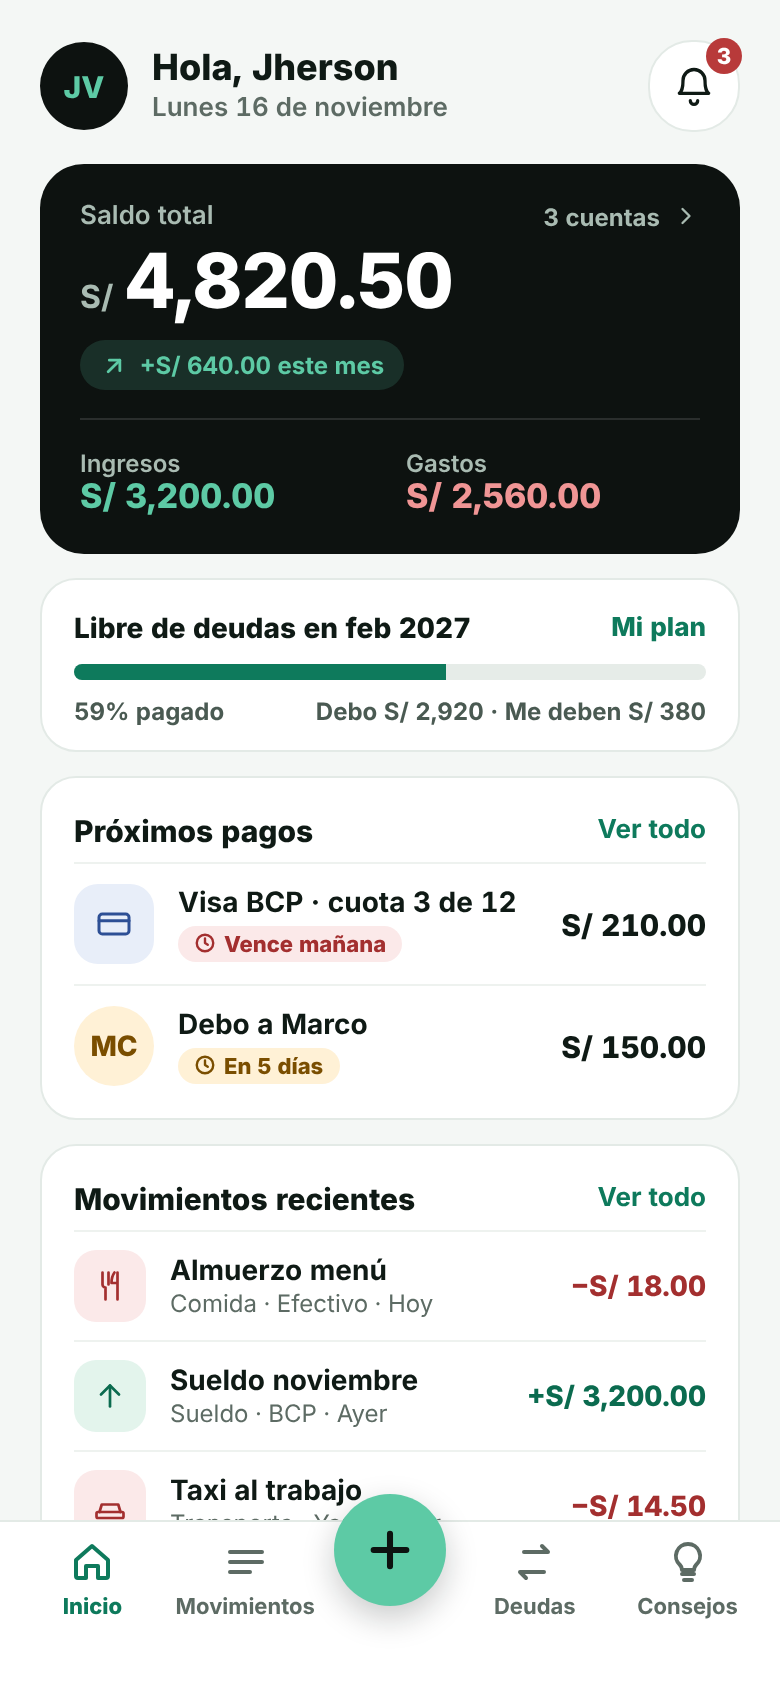 JV
Hola, Jherson
Lunes 16 de noviembre
3
Saldo total
3 cuentas
S/ 4,820.50
+S/ 640.00 este mes
Ingresos
S/ 3,200.00
Gastos
S/ 2,560.00
Libre de deudas en feb 2027
Mi plan
59% pagado
Debo S/ 2,920 · Me deben S/ 380
Próximos pagos
Ver todo
Visa BCP · cuota 3 de 12
Vence mañana
S/ 210.00
MC
Debo a Marco
En 5 días
S/ 150.00
Movimientos recientes
Ver todo
Almuerzo menú
Comida · Efectivo · Hoy
−S/ 18.00
Sueldo noviembre
Sueldo · BCP · Ayer
+S/ 3,200.00
Taxi al trabajo
−S/ 14.50
Inicio
Movimientos
Deudas
Consejos